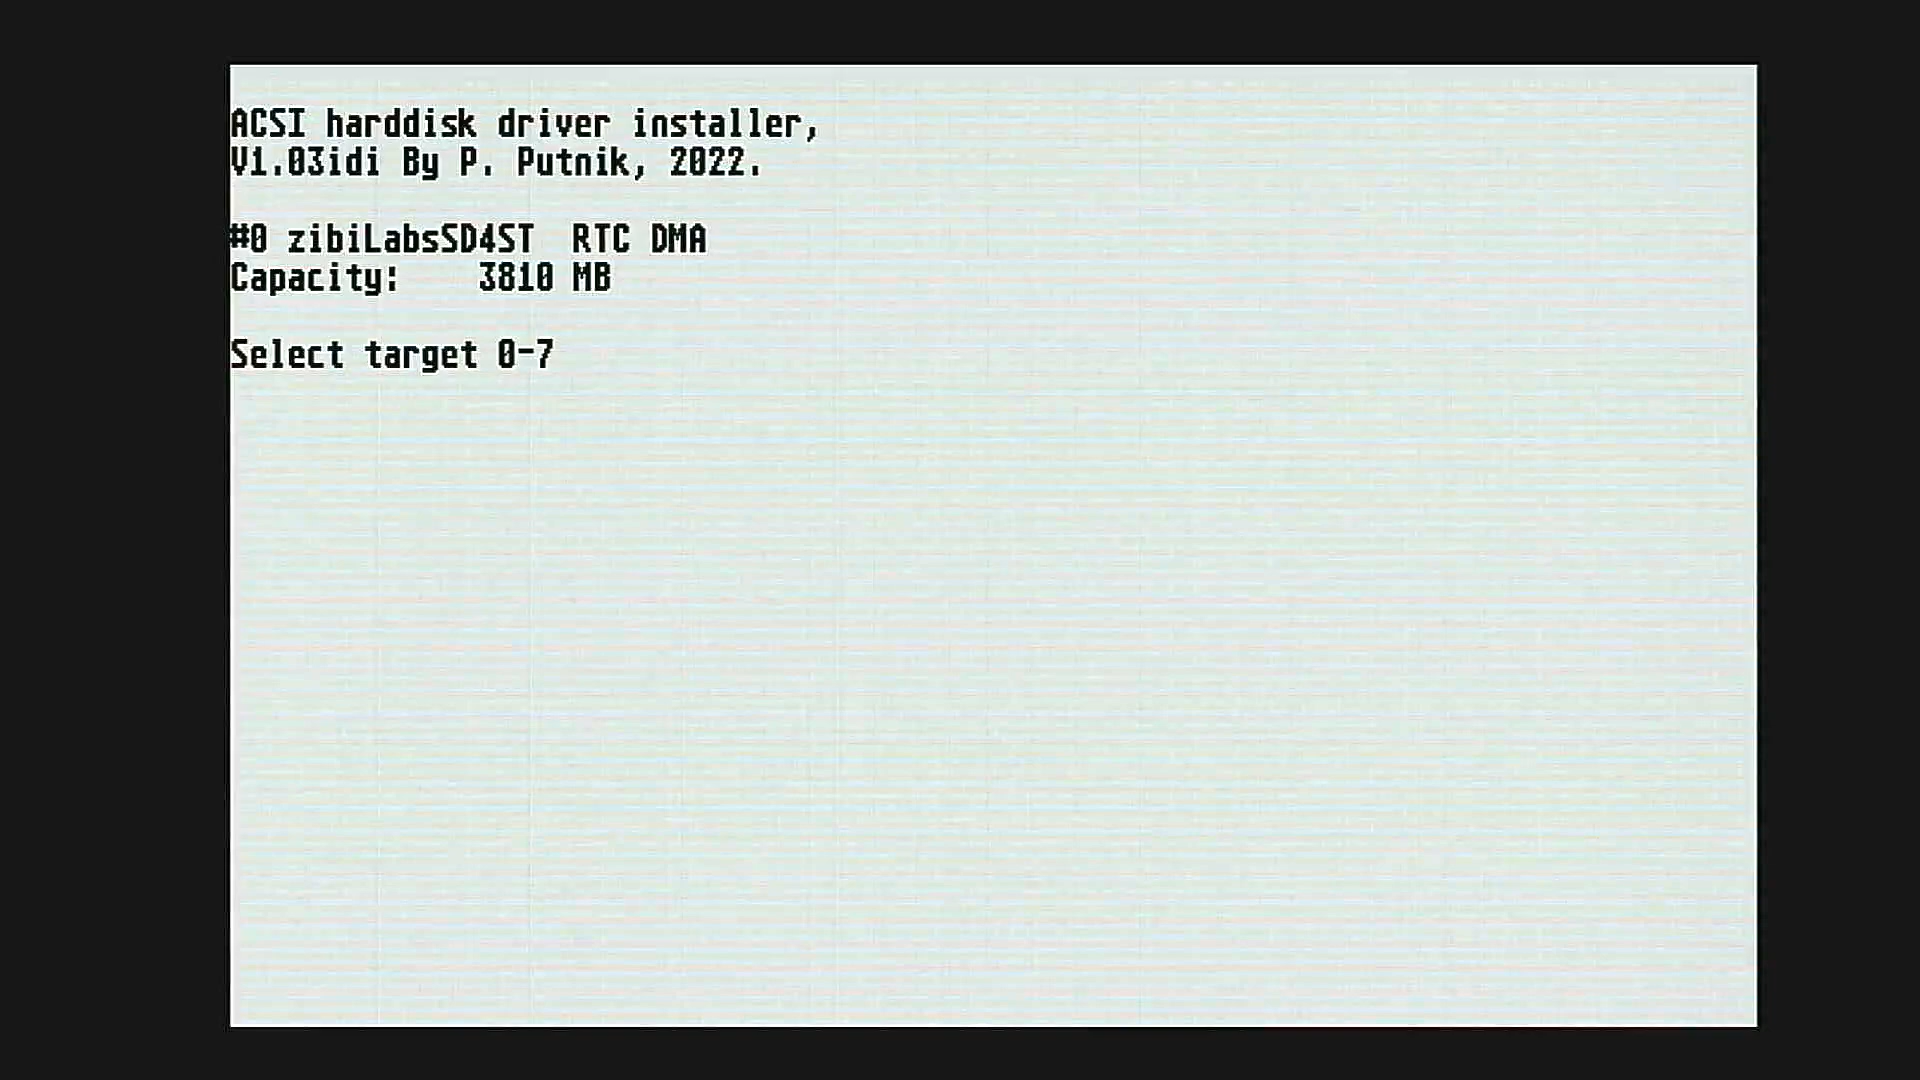 ACSI harddisk driver installer,
V1.03idi By P. Putnik, 2022.
#0 zibiLabsSD4ST  RTC DMA
Capacity:    3810 MB
Select target 0-7